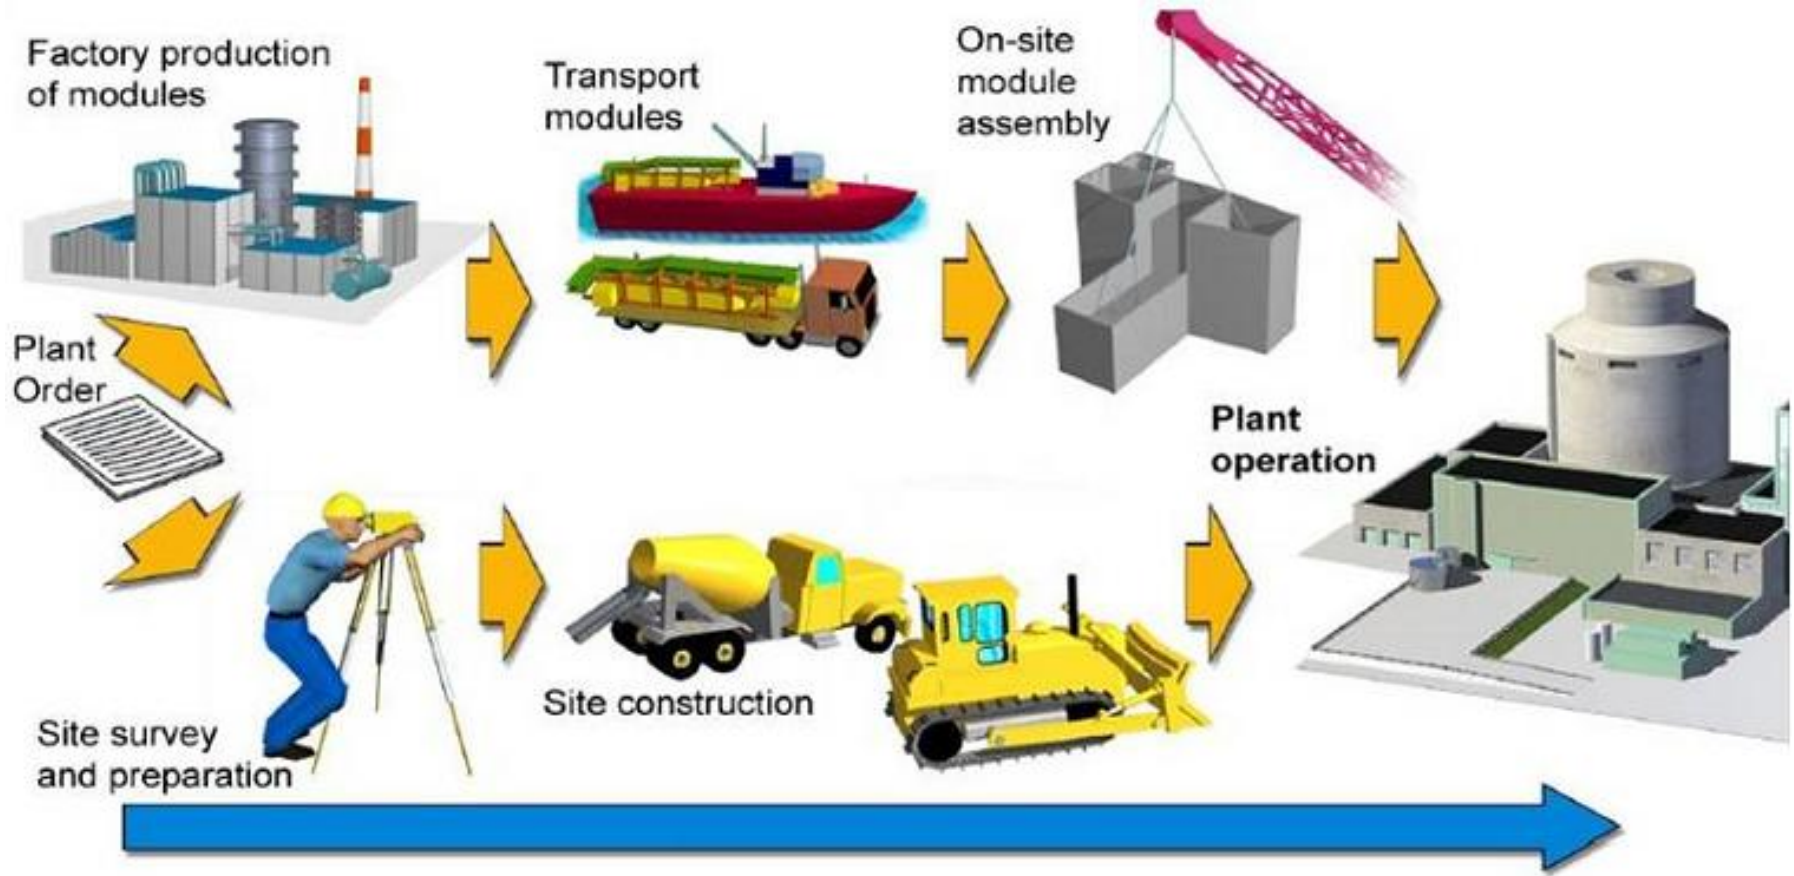 Factory production
of modules
Transport
modules
On-site
module
assembly
Plant
Order
Plant
operation
Site survey
and preparation
Site construction